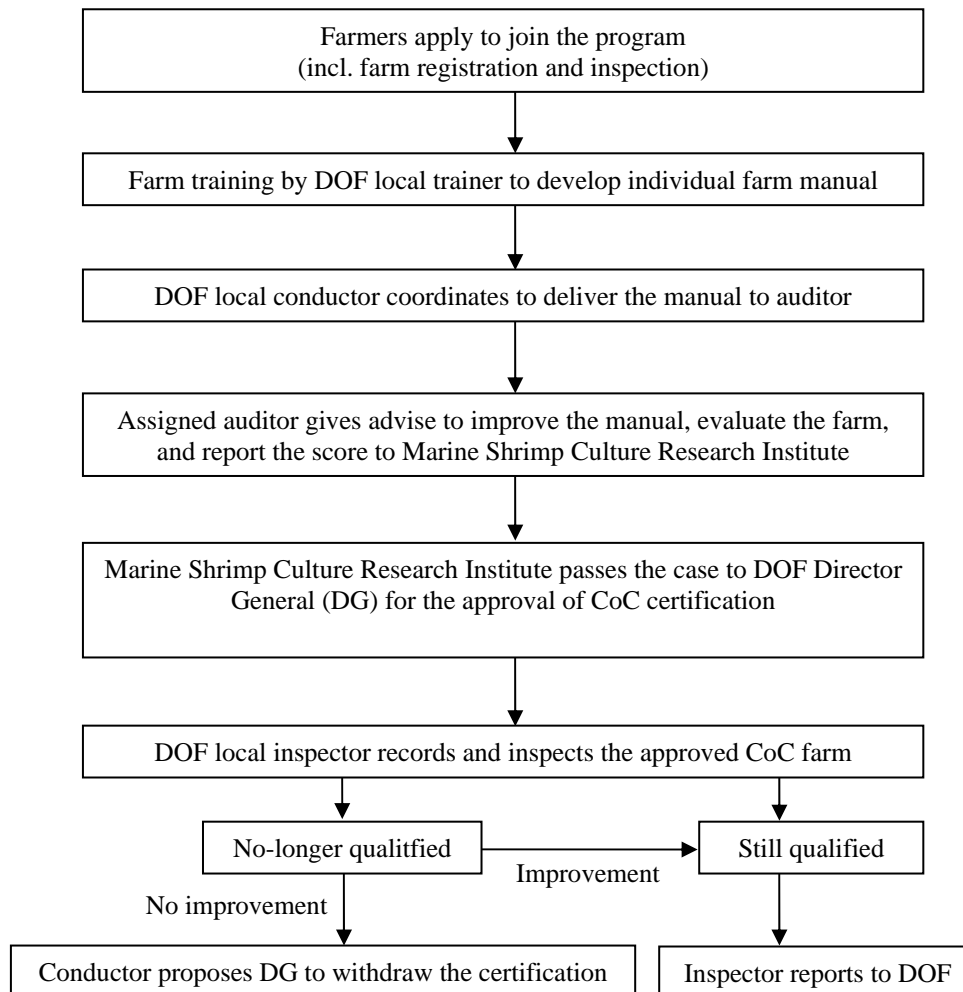 Farmers apply to join the program
(incl. farm registration and inspection)
Farm training by DOF local trainer to develop individual farm manual
DOF local conductor coordinates to deliver the manual to auditor
Assigned auditor gives advise to improve the manual, evaluate the farm,
and report the score to Marine Shrimp Culture Research Institute
Marine Shrimp Culture Research Institute passes the case to DOF Director
General (DG) for the approval of CoC certification
DOF local inspector records and inspects the approved CoC farm
No-longer qualitfied
Still qualified
Improvement
No improvement
Conductor proposes DG to withdraw the certification
Inspector reports to DOF